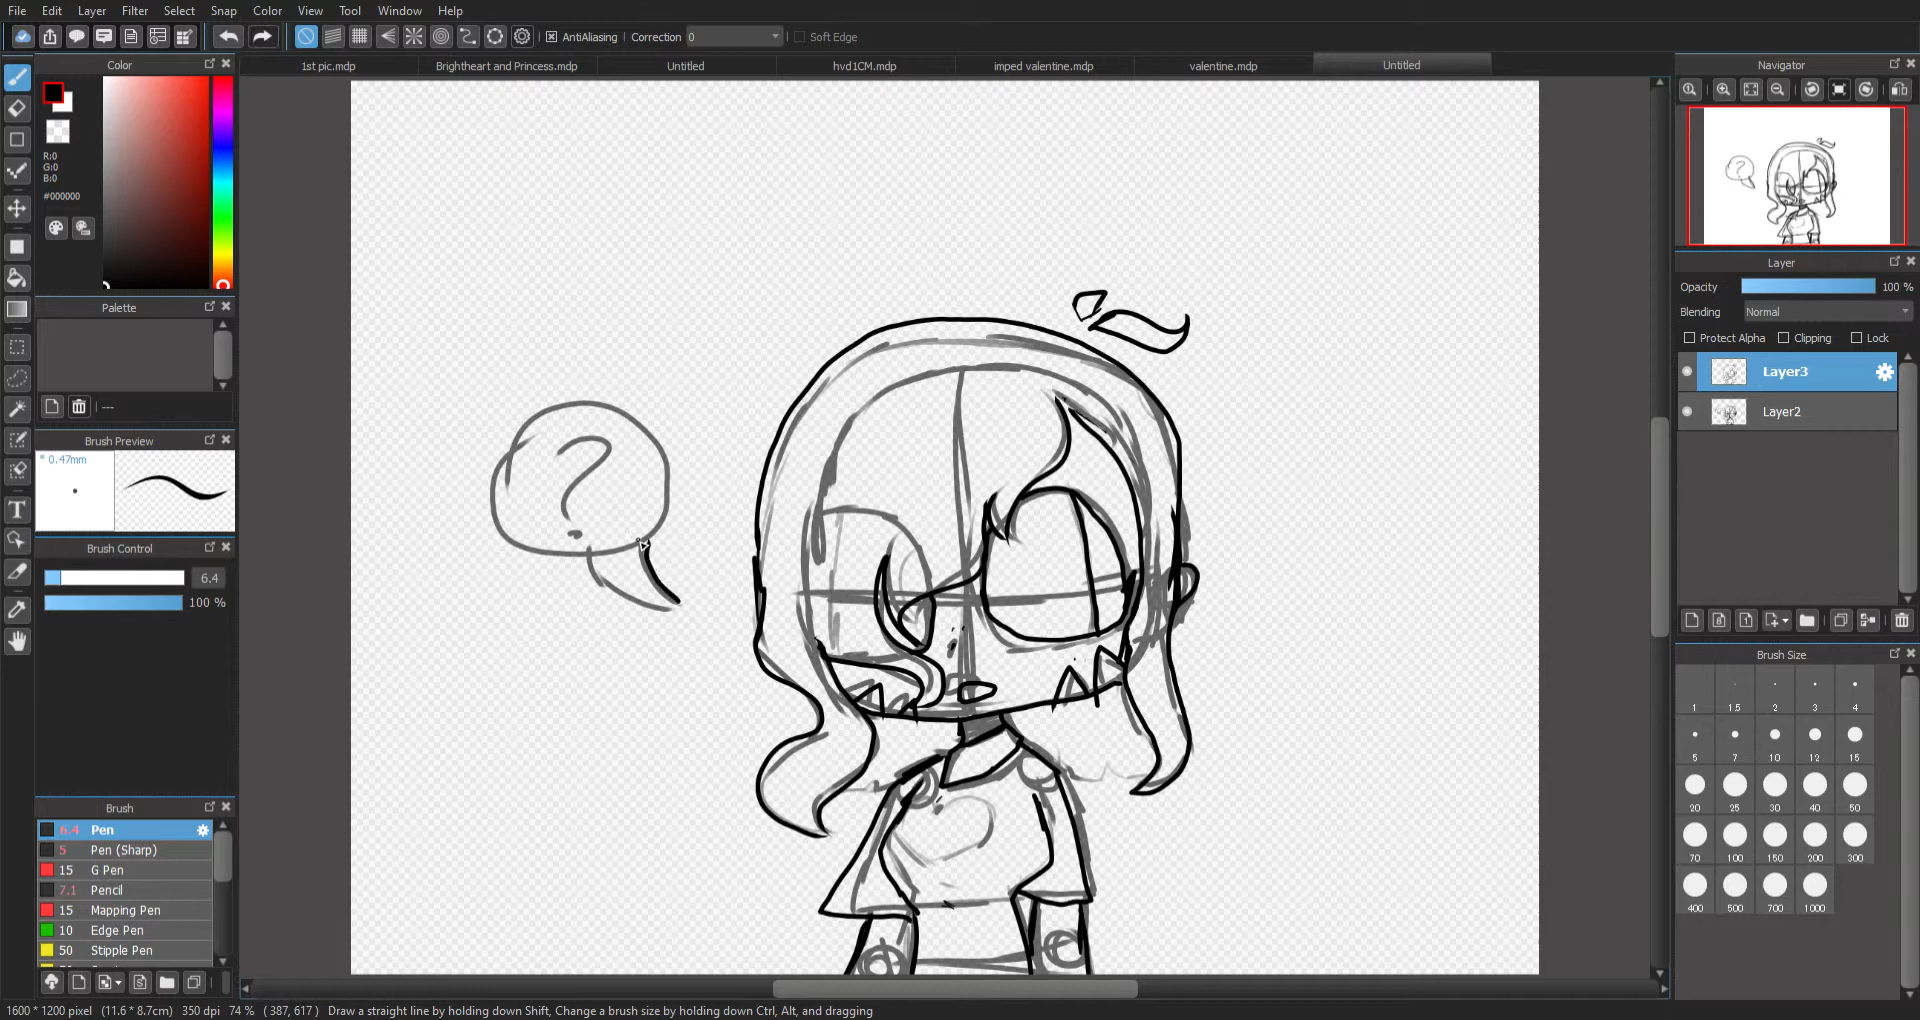 File Edit Layer Filter Select Snap Color View Tool Window Help
AntiAliasing Correction 0 Soft Edge
Color
1st pic.mdp Brightheart and Princess.mdp Untitled hvd1CM.mdp imped valentine.mdp valentine.mdp Untitled
Navigator
R:0
G:0
B:0
#000000
Palette
---
Brush Preview
* 0.47mm
Brush Control
6.4
100 %
Brush
6.4 Pen
5 Pen (Sharp)
15 G Pen
7.1 Pencil
15 Mapping Pen
10 Edge Pen
50 Stipple Pen
?
Layer
Opacity 100 %
Blending Normal
Protect Alpha Clipping Lock
Layer3
Layer2
Brush Size
1 1.5 2 3 4
5 7 10 12 15
20 25 30 40 50
70 100 150 200 300
400 500 700 1000
1600 * 1200 pixel (11.6 * 8.7cm) 350 dpi 74 % ( 387, 617 ) Draw a straight line by holding down Shift, Change a brush size by holding down Ctrl, Alt, and dragging